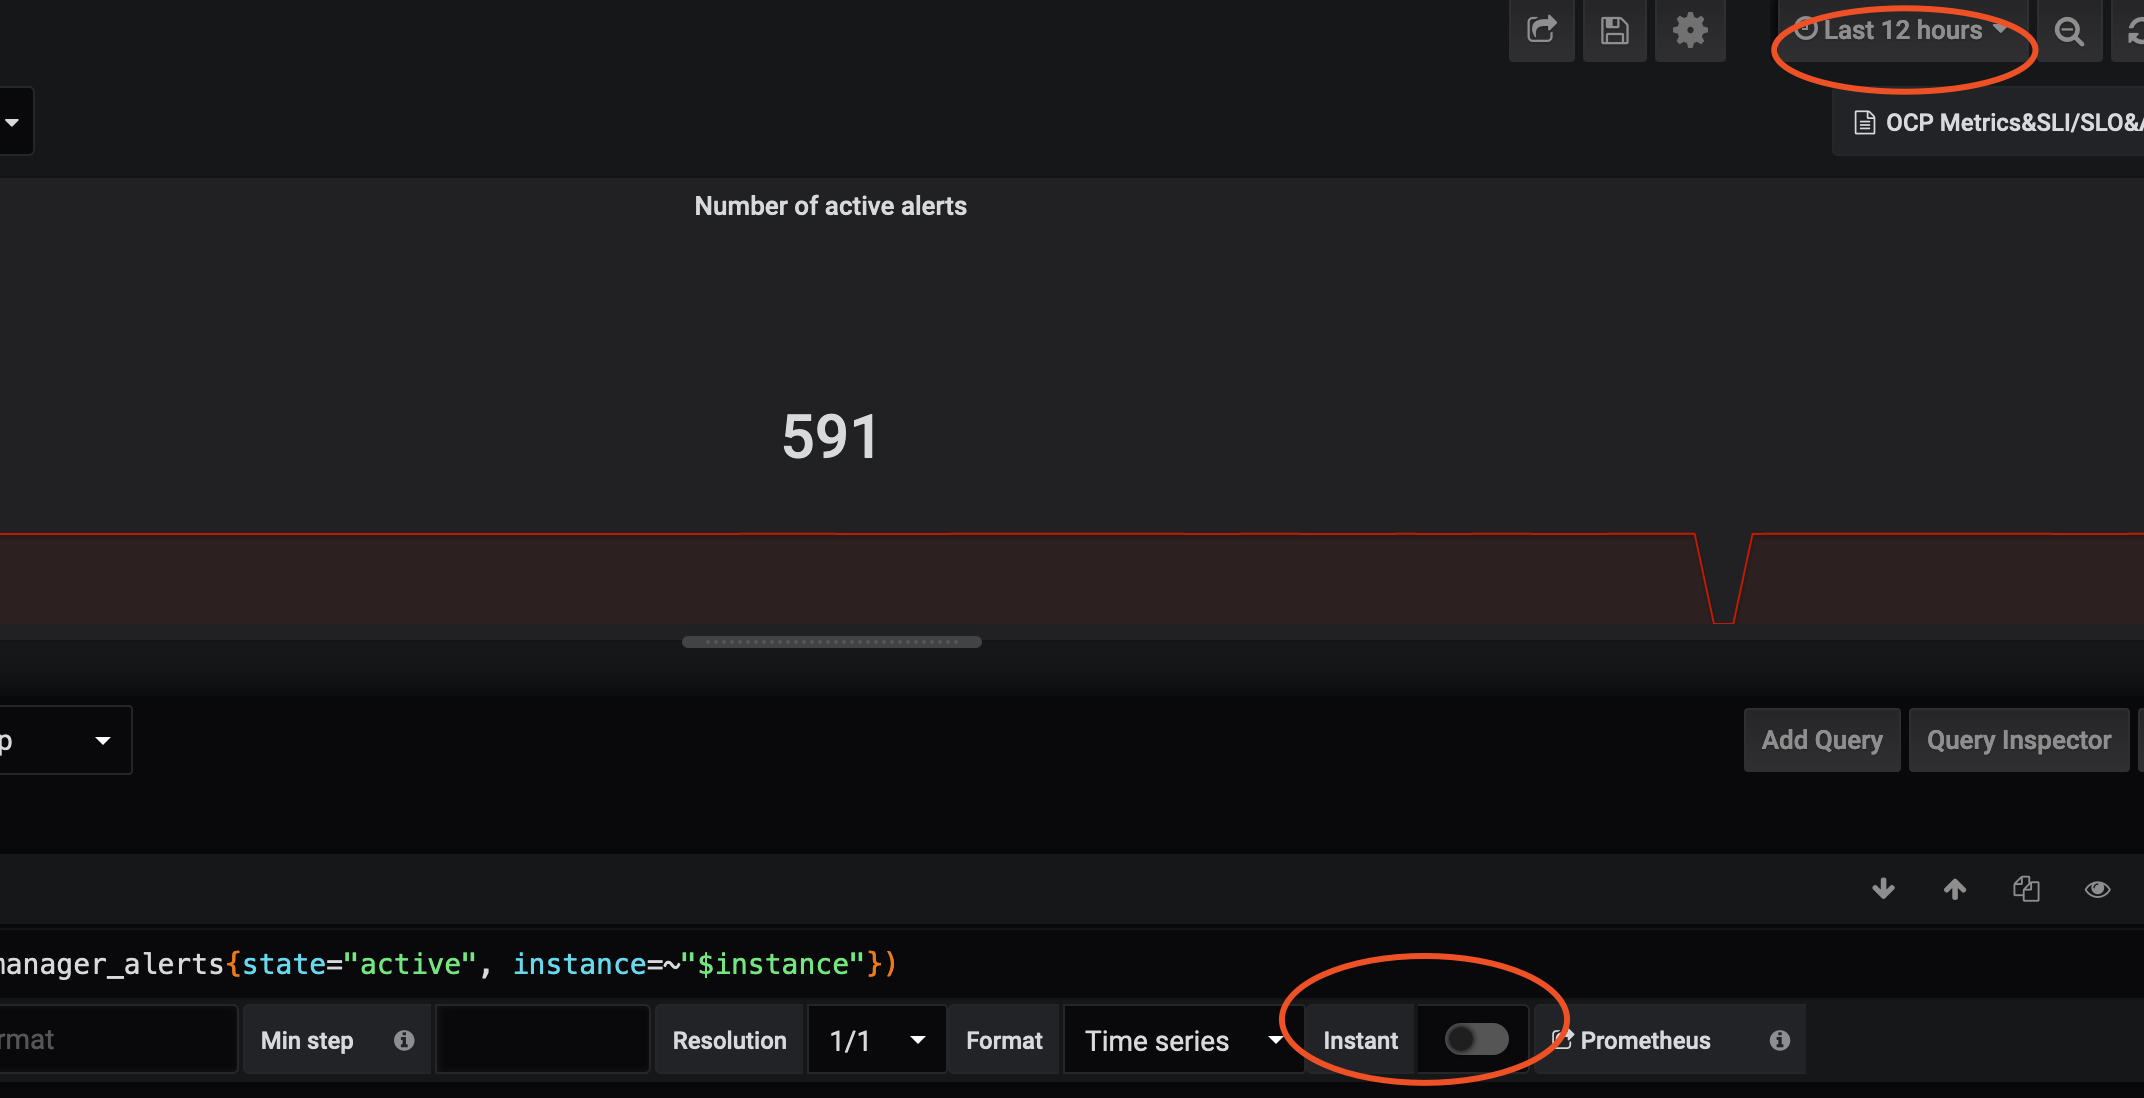 Last 12 hours
OCP Metrics&SLI/SLO&
Number of active alerts
591
p
Add Query
Query Inspector
manager_alerts{state="active", instance=~"$instance"})
rmat
Min step
Resolution
1/1
Format
Time series
Instant
Prometheus